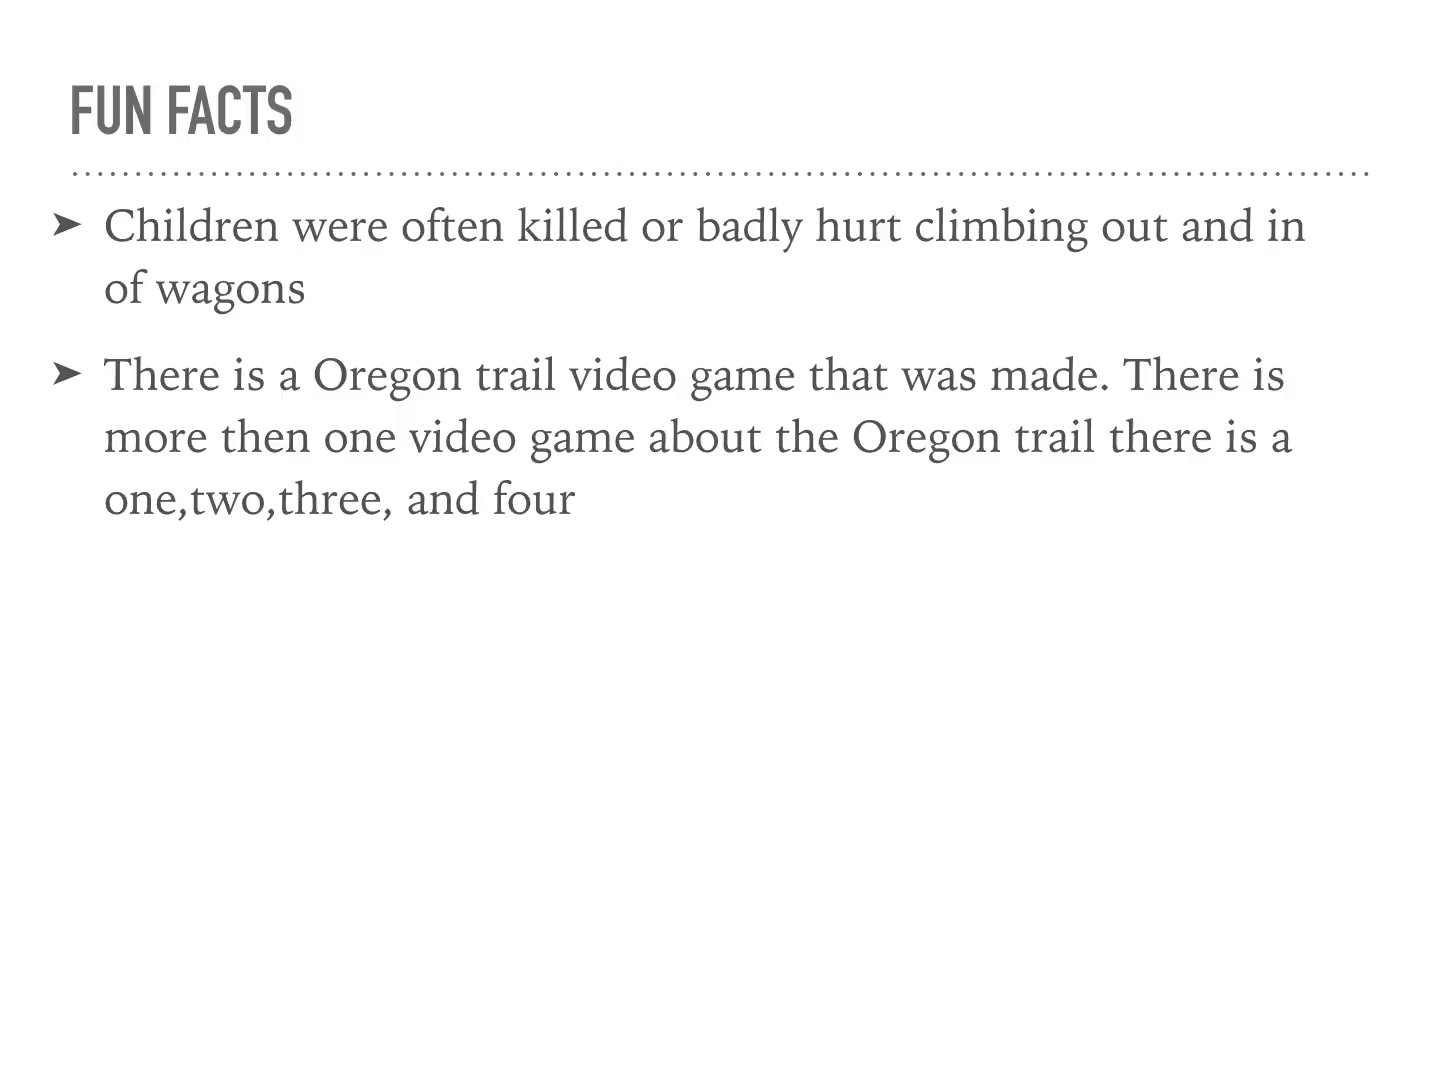 FUN FACTS
➤ Children were often killed or badly hurt climbing out and in
of wagons
➤ There is a Oregon trail video game that was made. There is
more then one video game about the Oregon trail there is a
one,two,three, and four